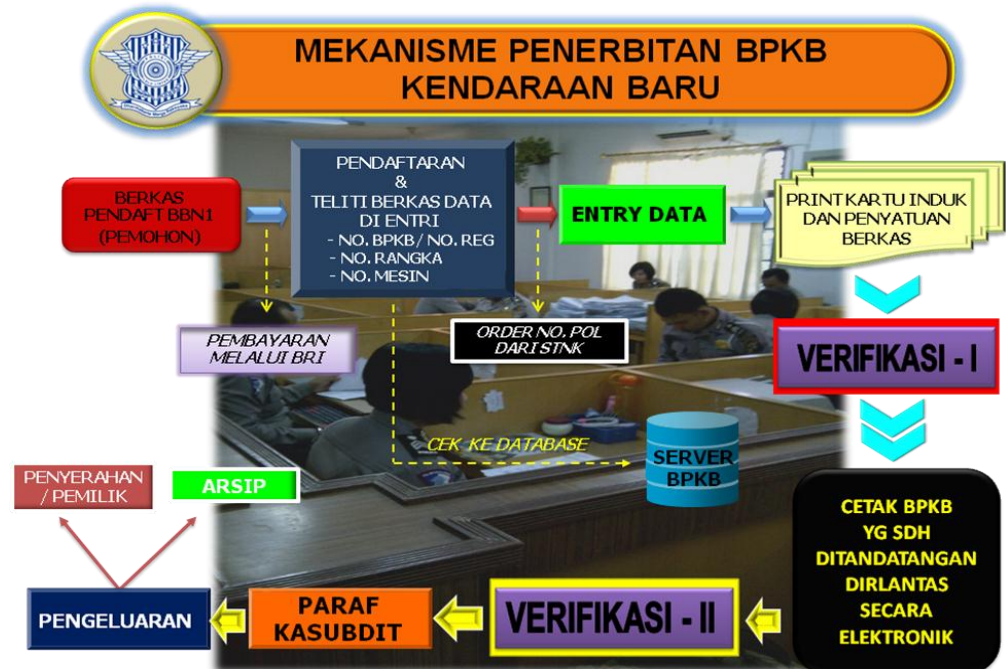 MEKANISME PENERBITAN BPKB
KENDARAAN BARU
BERKAS
PENDAFT BBN1
(PEMOHON)
PENDAFTARAN
&
TELITI BERKAS DATA
DI ENTRI
- NO. BPKB / NO. REG
- NO. RANGKA
- NO. MESIN
ENTRY DATA
PRINT KARTU INDUK
DAN PENYATUAN
BERKAS
PEMBAYARAN
MELALUI BRI
ORDER NO. POL
DARI STNK
VERIFIKASI - I
CEK KE DATABASE
SERVER
BPKB
PENYERAHAN
/ PEMILIK
ARSIP
CETAK BPKB
YG SDH
DITANDATANGAN
DIRLANTAS
SECARA
ELEKTRONIK
VERIFIKASI - II
PARAF
KASUBDIT
PENGELUARAN